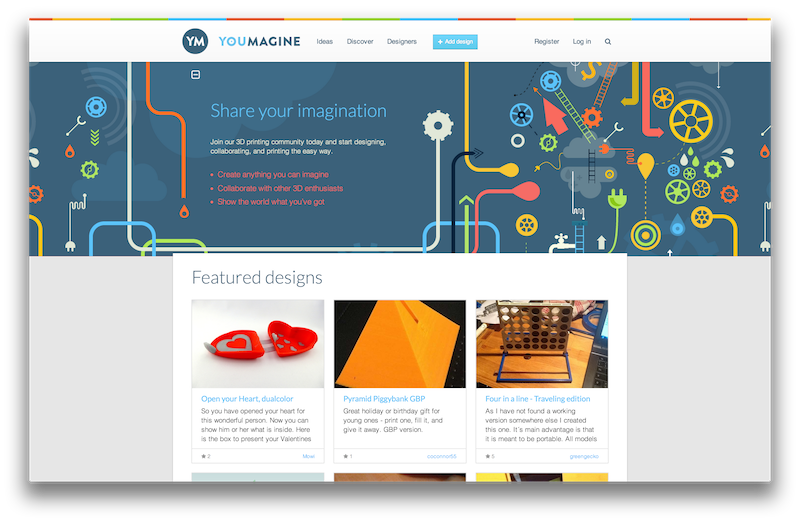 YM YOUMAGINE Ideas Discover Designers + Add design Register Log in
Share your imagination
Join our 3D printing community today and start designing,
collaborating, and printing the easy way.
• Create anything you can imagine
• Collaborate with other 3D enthusiasts
• Show the world what you've got
Featured designs
Open your Heart, dualcolor
So you have opened your heart for
this wonderful person. Now you can
show him or her what is inside. Here
is the box to present your Valentines
2 Mowi
Pyramid Piggybank GBP
Great holiday or birthday gift for
young ones - print one, fill it, and
give it away. GBP version.
1 coconnor55
Four in a line - Traveling edition
As I have not found a working
version somewhere else I created
this one. It´s main advantage is that
it is meant to be portable. All models
5 greengecko